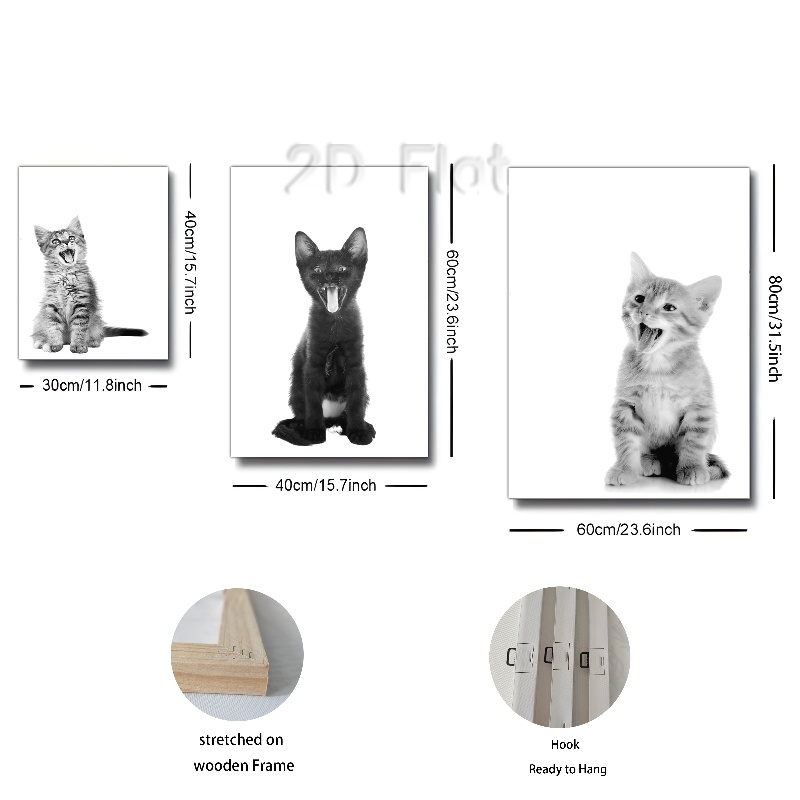 2D Flat
40cm/15.7inch
60cm/23.6inch
80cm/31.5inch
30cm/11.8inch
40cm/15.7inch
60cm/23.6inch
stretched on
wooden Frame
Hook
Ready to Hang